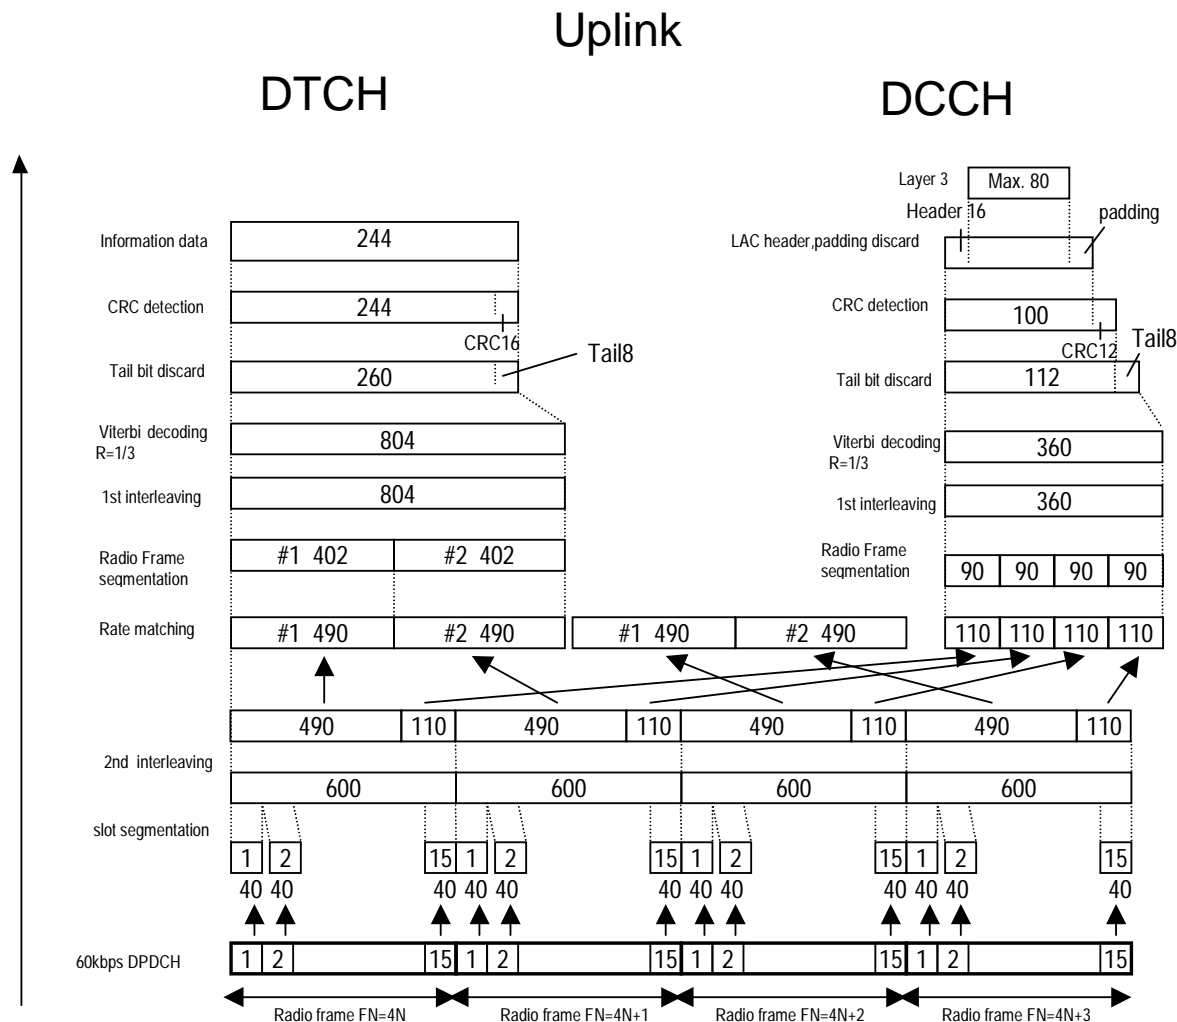 Uplink
DTCH
DCCH
Layer 3
Max. 80
Header 16
padding
Information data
244
LAC header,padding discard
CRC detection
244
CRC16
CRC detection
100
CRC12
Tail bit discard
260
Tail8
Tail bit discard
112
Tail8
Viterbi decoding
R=1/3
804
Viterbi decoding
R=1/3
360
1st interleaving
804
1st interleaving
360
Radio Frame
segmentation
#1 402
#2 402
Radio Frame
segmentation
90 90 90 90
Rate matching
#1 490
#2 490
#1 490
#2 490
110 110 110 110
490 110 490 110 490 110 490 110
2nd interleaving
600 600 600 600
slot segmentation
1 2 15 1 2 15 1 2 15 1 2 15
40 40 40 40 40 40 40 40 40 40 40 40
60kbps DPDCH
1 2 15 1 2 15 1 2 15 1 2 15
Radio frame FN=4N
Radio frame FN=4N+1
Radio frame FN=4N+2
Radio frame FN=4N+3